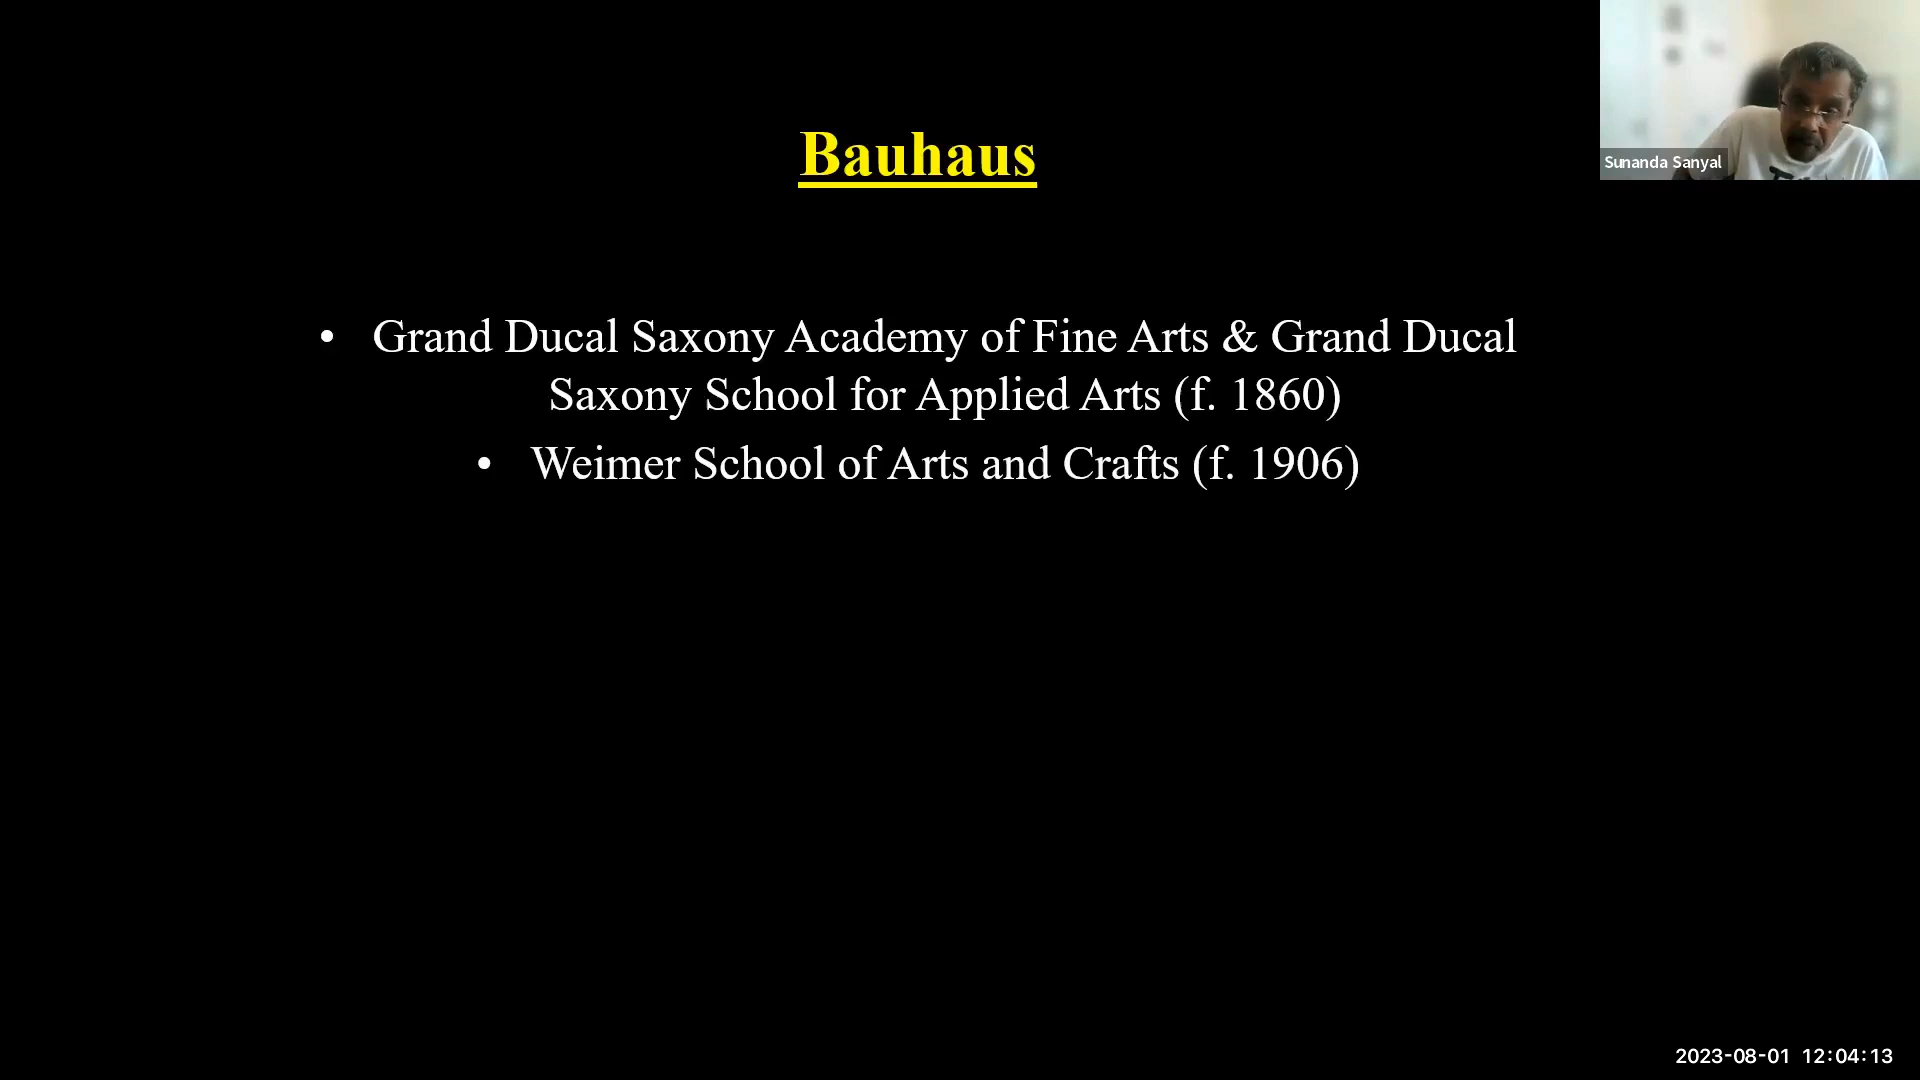 Bauhaus
Sunanda Sanyal
• Grand Ducal Saxony Academy of Fine Arts & Grand Ducal
Saxony School for Applied Arts (f. 1860)
• Weimer School of Arts and Crafts (f. 1906)
2023-08-01 12:04:13